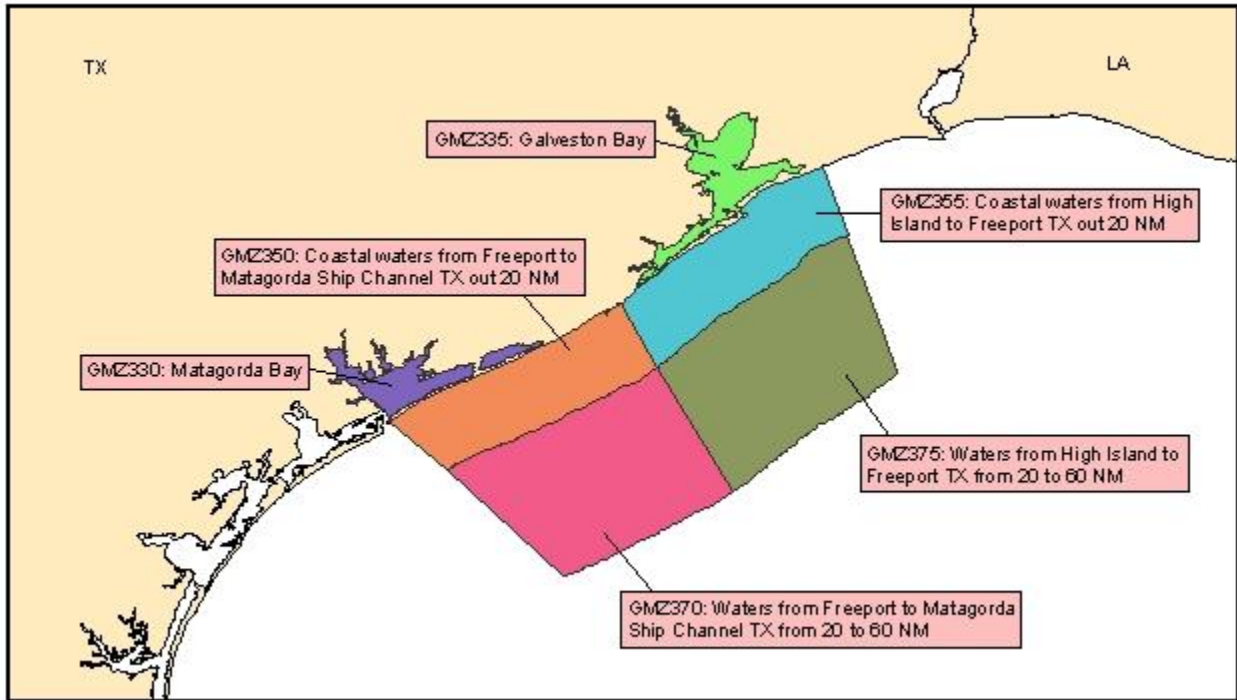 TX
LA
GMZ335: Galveston Bay
GMZ355: Coastal waters from High
Island to Freeport TX out 20 NM
GMZ350: Coastal waters from Freeport to
Matagorda Ship Channel TX out 20 NM
GMZ330: Matagorda Bay
GMZ375: Waters from High Island to
Freeport TX from 20 to 60 NM
GMZ370: Waters from Freeport to Matagorda
Ship Channel TX from 20 to 60 NM